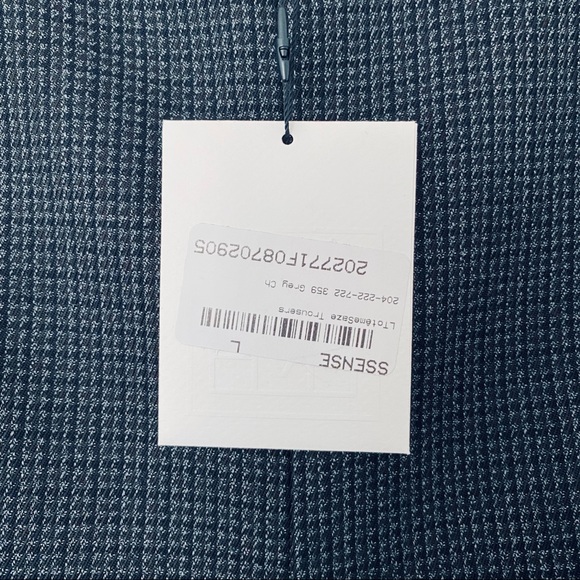 SSENSE L
LTotêmeSaze Trousers
204-222-722 359 Grey Ch
202771F08702905